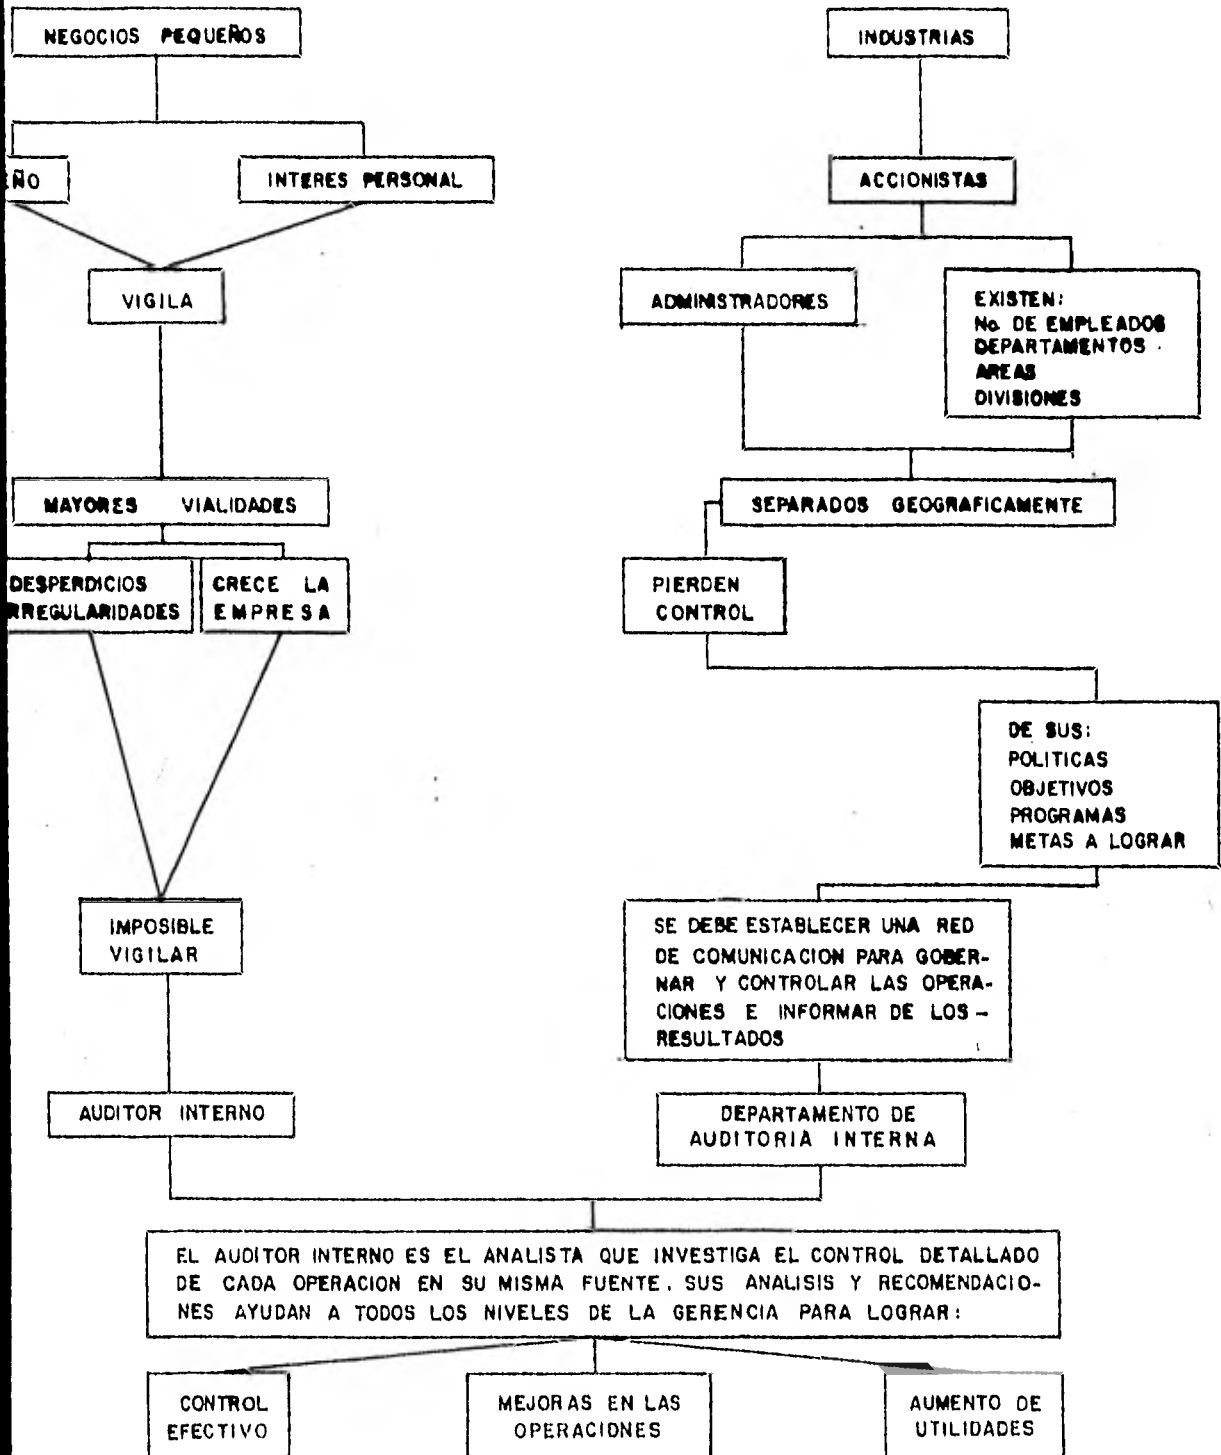 NEGOCIOS PEQUEÑOS
INDUSTRIAS
INTERES PERSONAL
ACCIONISTAS
VIGILA
ADMINISTRADORES
EXISTEN:
No. DE EMPLEADOS
DEPARTAMENTOS
AREAS
DIVISIONES
MAYORES VIALIDADES
SEPARADOS GEOGRAFICAMENTE
DESPERDICIOS
RREGULARIDADES
CRECE LA
EMPRESA
PIERDEN
CONTROL
DE SUS:
POLITICAS
OBJETIVOS
PROGRAMAS
METAS A LOGRAR
IMPOSIBLE
VIGILAR
SE DEBE ESTABLECER UNA RED
DE COMUNICACION PARA GOBER-
NAR Y CONTROLAR LAS OPERA-
CIONES E INFORMAR DE LOS -
RESULTADOS
AUDITOR INTERNO
DEPARTAMENTO DE
AUDITORIA INTERNA
EL AUDITOR INTERNO ES EL ANALISTA QUE INVESTIGA EL CONTROL DETALLADO
DE CADA OPERACION EN SU MISMA FUENTE. SUS ANALISIS Y RECOMENDACIO-
NES AYUDAN A TODOS LOS NIVELES DE LA GERENCIA PARA LOGRAR:
CONTROL
EFECTIVO
MEJORAS EN LAS
OPERACIONES
AUMENTO DE
UTILIDADES